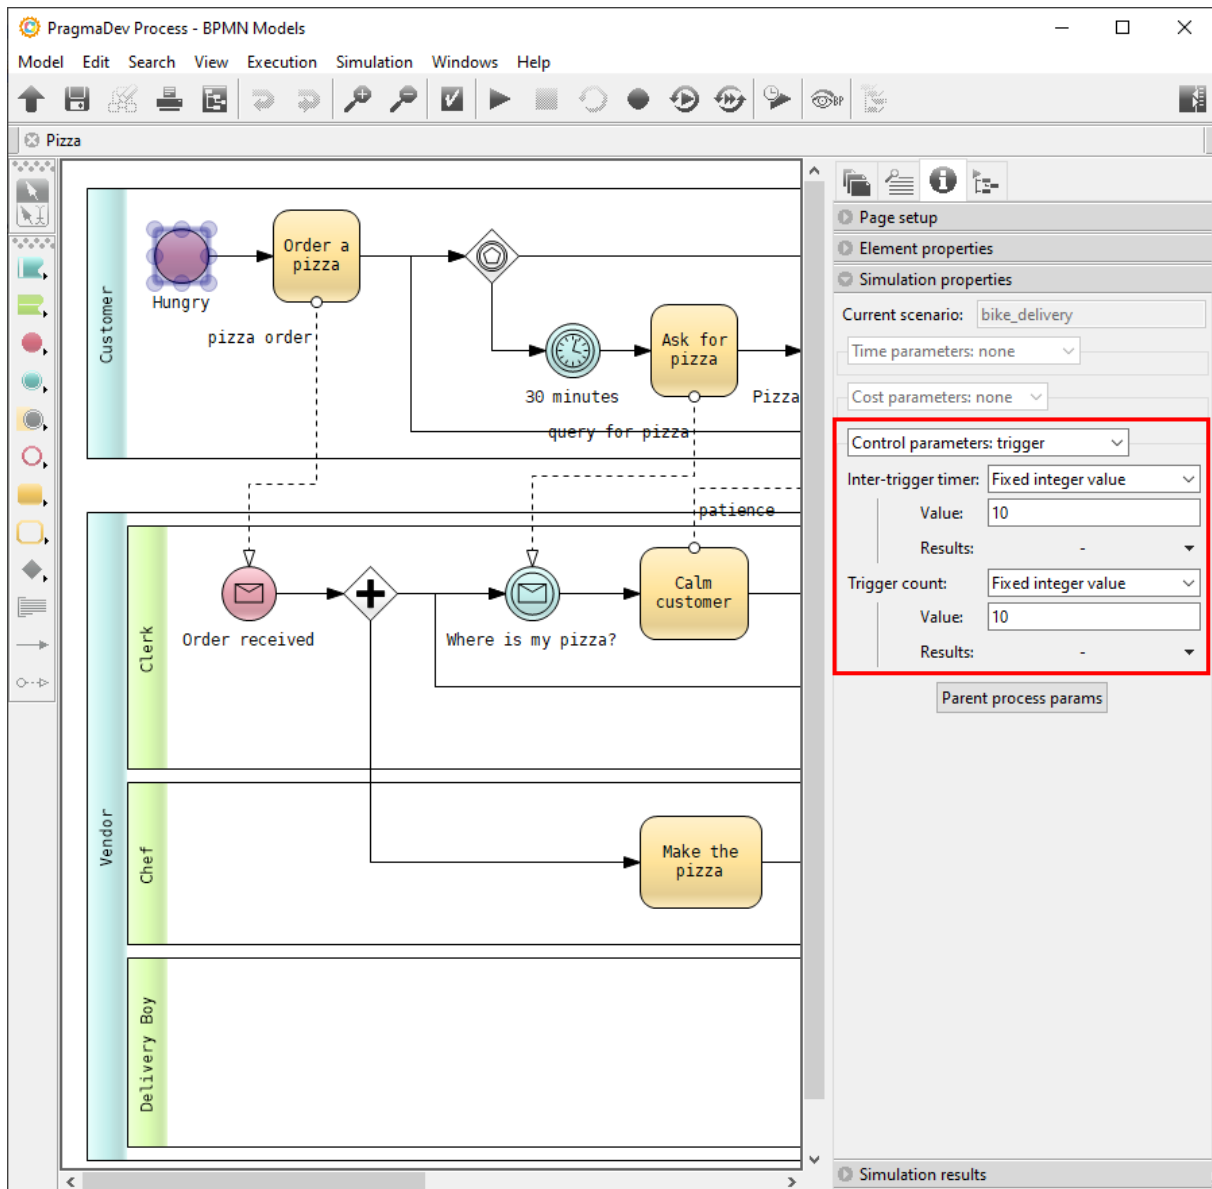 PragmaDev Process - BPMN Models
Model Edit Search View Execution Simulation Windows Help
BP
Pizza
Page setup
Element properties
Simulation properties
Current scenario: bike_delivery
Time parameters: none
Cost parameters: none
Control parameters: trigger
Inter-trigger timer: Fixed integer value
Value: 10
Results: -
Trigger count: Fixed integer value
Value: 10
Results: -
Parent process params
Simulation results
Customer
Hungry
Order a
pizza
pizza order
30 minutes
Ask for
pizza
Pizza
query for pizza
patience
Vendor
Clerk
Order received
Where is my pizza?
Calm
customer
Chef
Make the
pizza
Delivery Boy